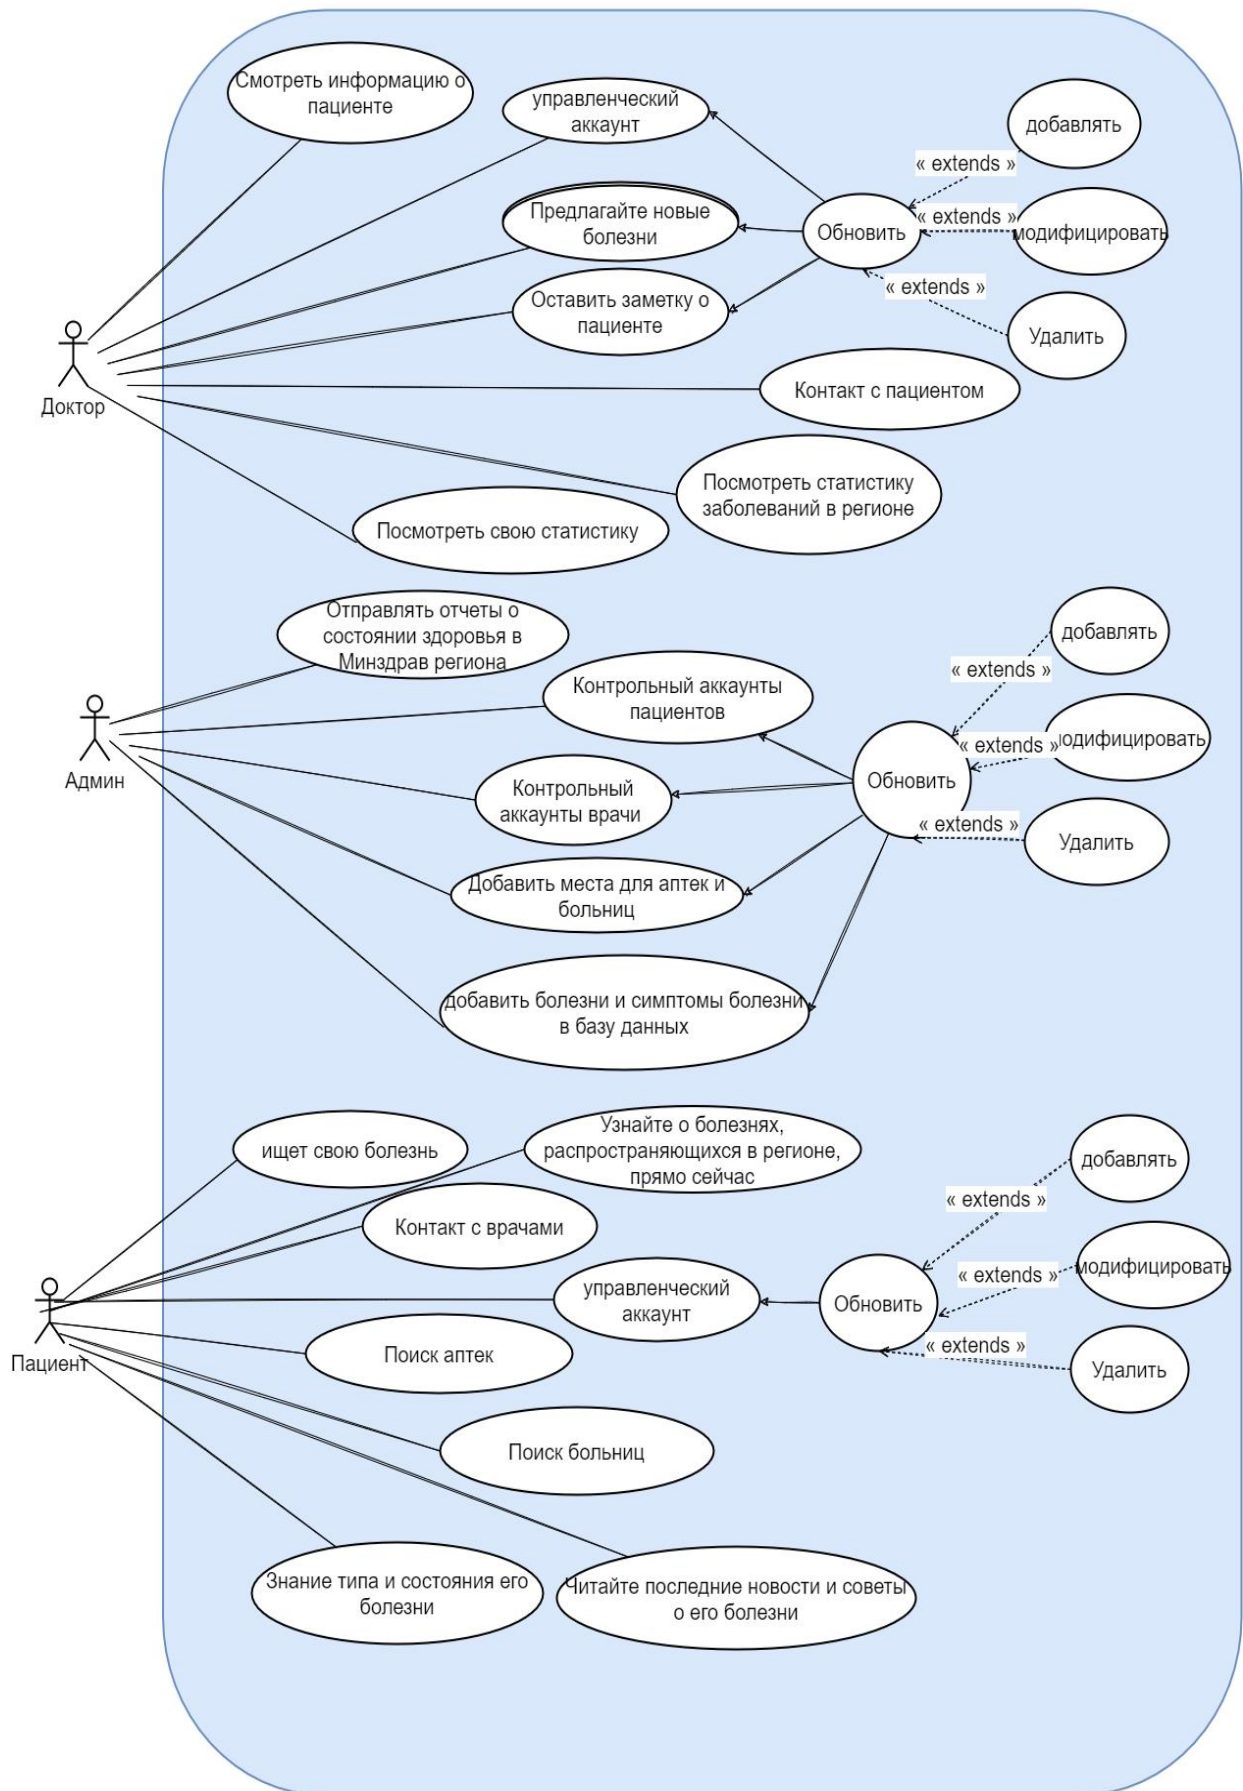 Смотреть информацию о
пациенте
управленческий
аккаунт
добавлять
« extends »
Предлагайте новые
болезни
Обновить
« extends »
модифицировать
« extends »
Оставить заметку о
пациенте
Удалить
Доктор
Контакт с пациентом
Посмотреть статистику
заболеваний в регионе
Посмотреть свою статистику
Отправлять отчеты о
состоянии здоровья в
Минздрав региона
добавлять
« extends »
Контрольный аккаунты
пациентов
« extends »
модифицировать
Админ
Обновить
Контрольный
аккаунты врачи
« extends »
Удалить
Добавить места для аптек и
больниц
добавить болезни и симптомы болезни
в базу данных
Узнайте о болезнях,
распространяющихся в регионе,
прямо сейчас
ищет свою болезнь
добавлять
« extends »
Контакт с врачами
« extends »
модифицировать
управленческий
аккаунт
Обновить
« extends »
Удалить
Пациент
Поиск аптек
Поиск больниц
Знание типа и состояния его
болезни
Читайте последние новости и советы
о его болезни